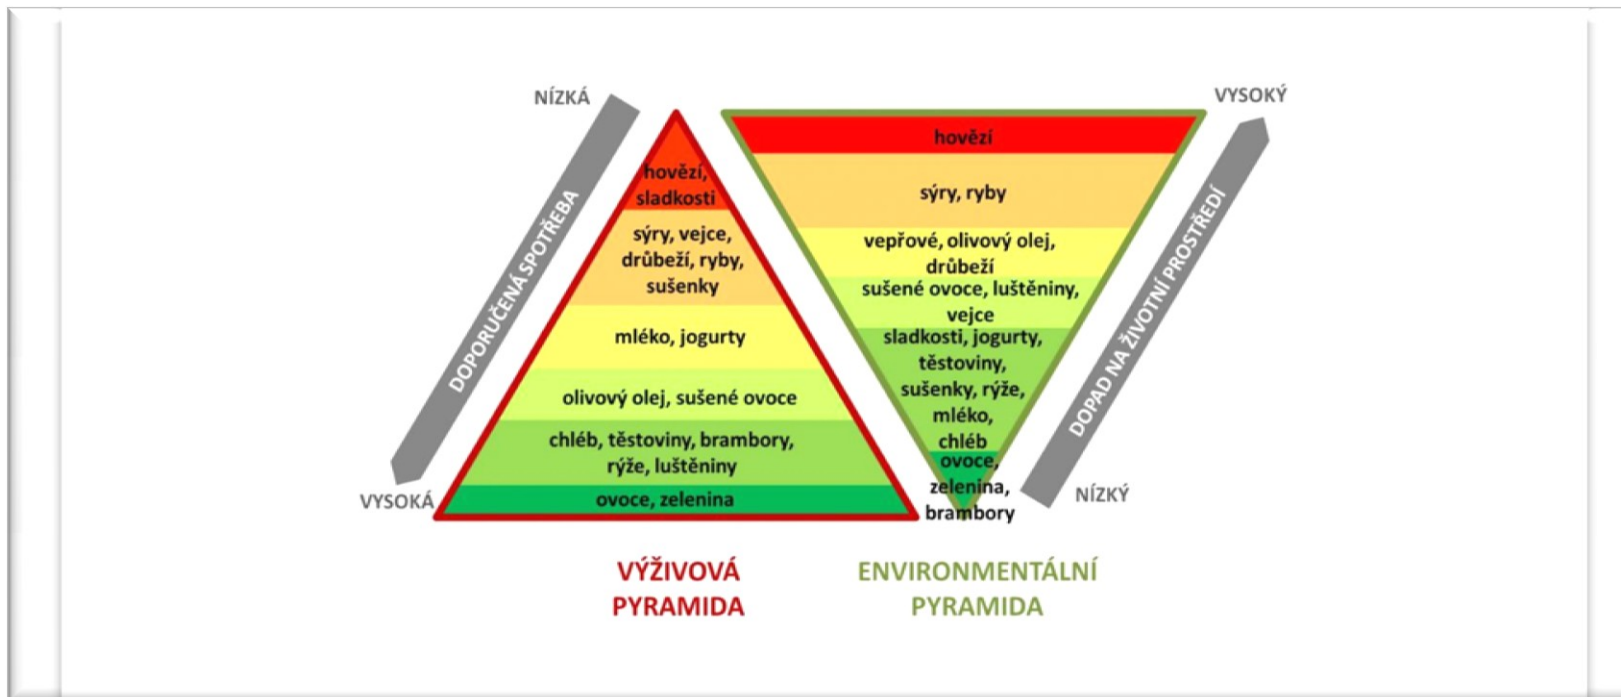 NÍZKÁ
DOPORUČENÁ SPOTŘEBA
VYSOKÁ
hovězí,
sladkosti
sýry, vejce,
drůbeží, ryby,
sušenky
mléko, jogurty
olivový olej, sušené ovoce
chléb, těstoviny, brambory,
rýže, luštěniny
ovoce, zelenina
VÝŽIVOVÁ
PYRAMIDA
hovězí
sýry, ryby
vepřové, olivový olej,
drůbeží
sušené ovoce, luštěniny,
vejce
sladkosti, jogurty,
těstoviny,
sušenky, rýže,
mléko,
chléb
ovoce,
zelenina,
brambory
ENVIRONMENTÁLNÍ
PYRAMIDA
VYSOKÝ
DOPAD NA ŽIVOTNÍ PROSTŘEDÍ
NÍZKÝ